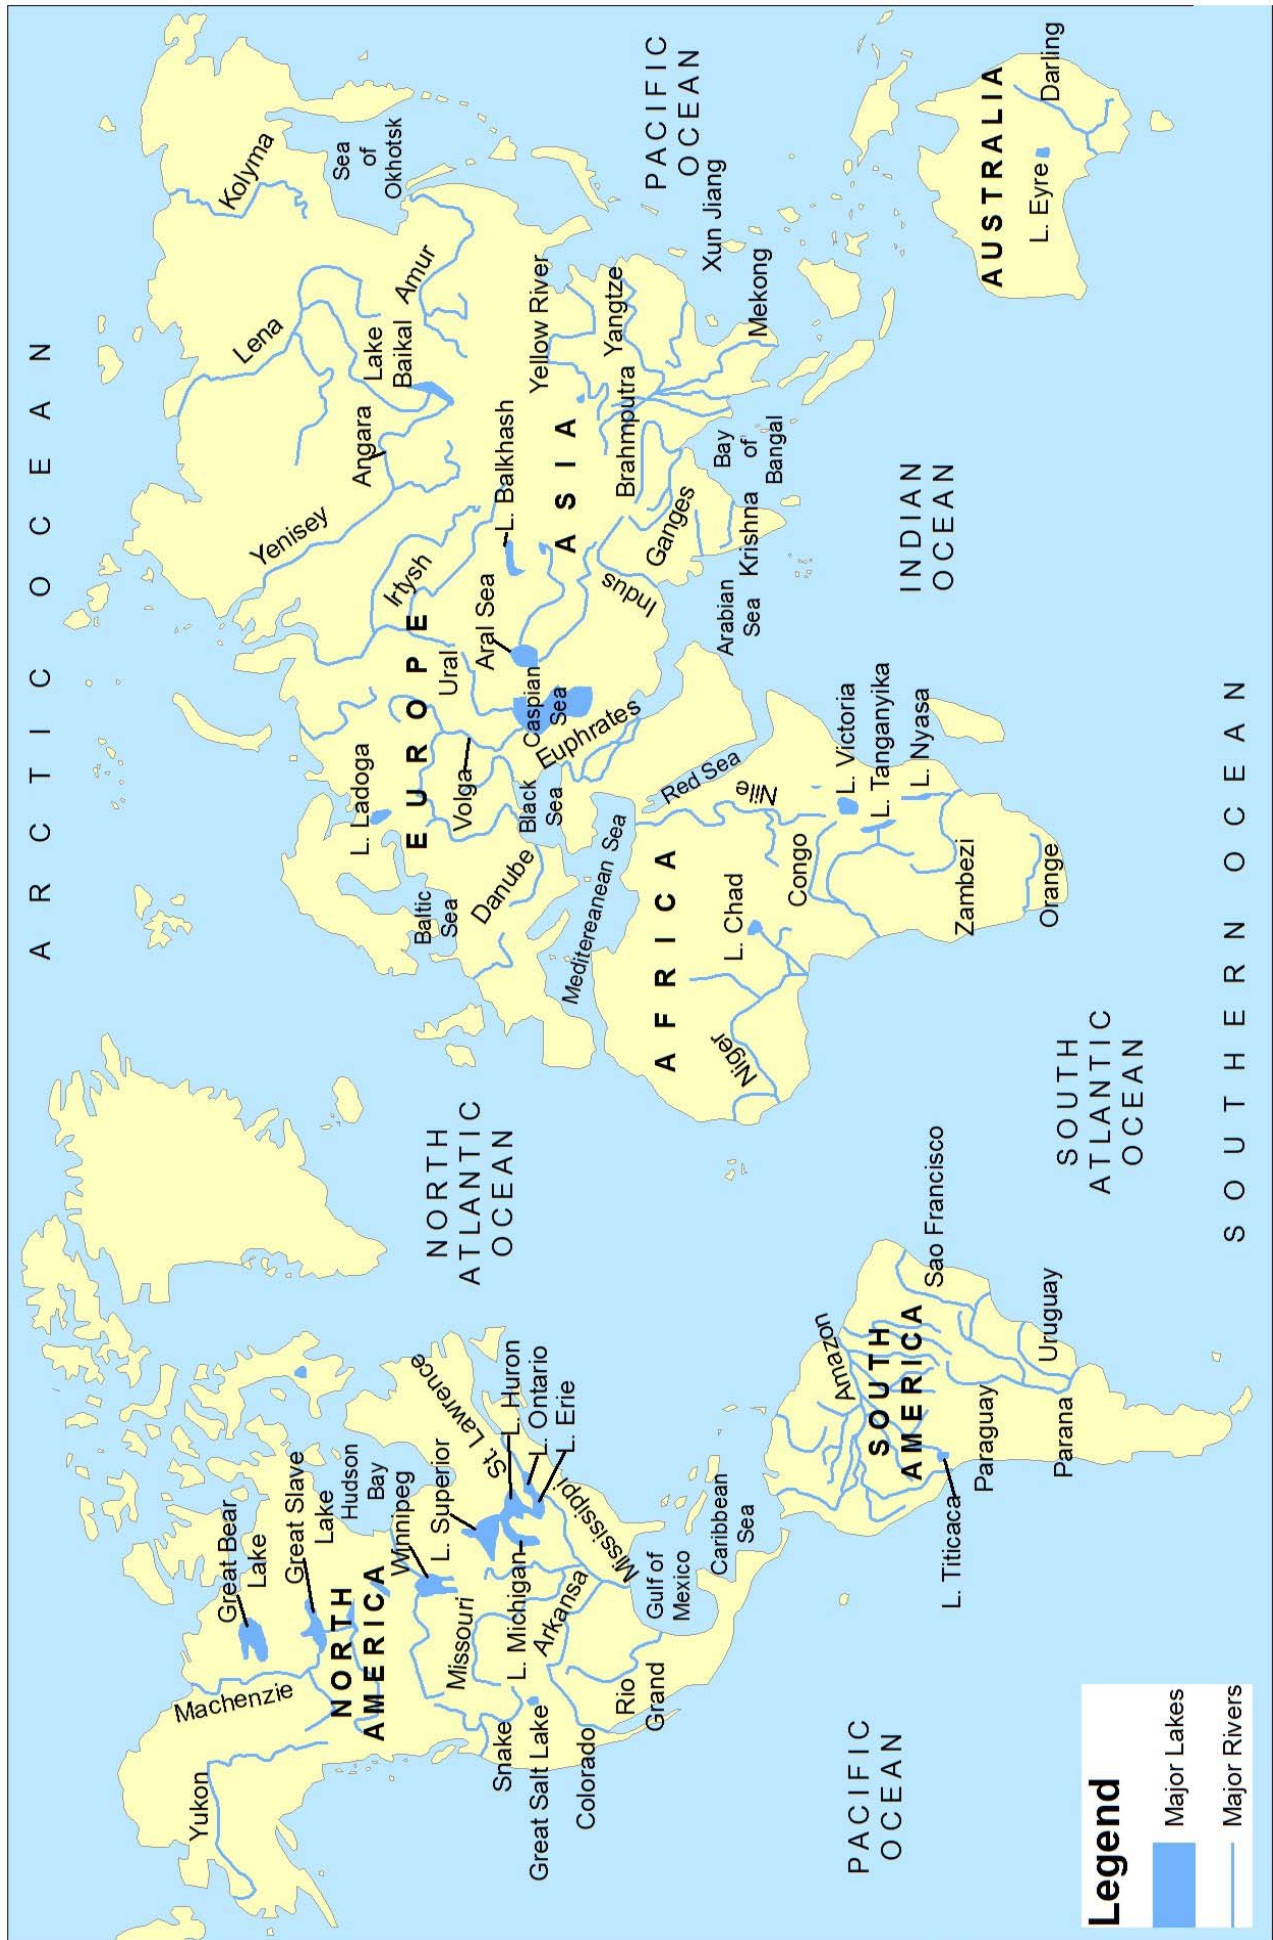 ARCTIC OCEAN
Yukon
Machenzie
Great Bear
Lake
Great Slave
Lake
Hudson
Bay
NORTH
AMERICA
Winnipeg
L. Superior
St. Lawrence
L. Huron
L. Ontario
L. Erie
Missouri
L. Michigan
Arkansa
Mississippi
Snake
Great Salt Lake
Colorado
Rio
Grand
Gulf of
Mexico
Caribbean
Sea
NORTH
ATLANTIC
OCEAN
PACIFIC
OCEAN
Amazon
SOUTH
AMERICA
Sao Francisco
L. Titicaca
Paraguay
Parana
Uruguay
SOUTH
ATLANTIC
OCEAN
L. Ladoga
EUROPE
Baltic
Sea
Volga
Ural
Danube
Black
Sea
Caspian
Sea
Aral Sea
Euphrates
Mediterenean Sea
Red Sea
AFRICA
Nile
L. Chad
Niger
Congo
L. Victoria
L. Tanganyika
L. Nyasa
Zambezi
Orange
Kolyma
Sea
of
Okhotsk
Lena
Lake
Baikal
Amur
Angara
Yenisey
Irtysh
L. Balkhash
ASIA
Yellow River
Yangtze
Brahmputra
Xun Jiang
Mekong
Ganges
Indus
Krishna
Bay
of
Bangal
Arabian
Sea
INDIAN
OCEAN
PACIFIC
OCEAN
AUSTRALIA
L. Eyre
Darling
SOUTHERN OCEAN
Legend
Major Lakes
Major Rivers